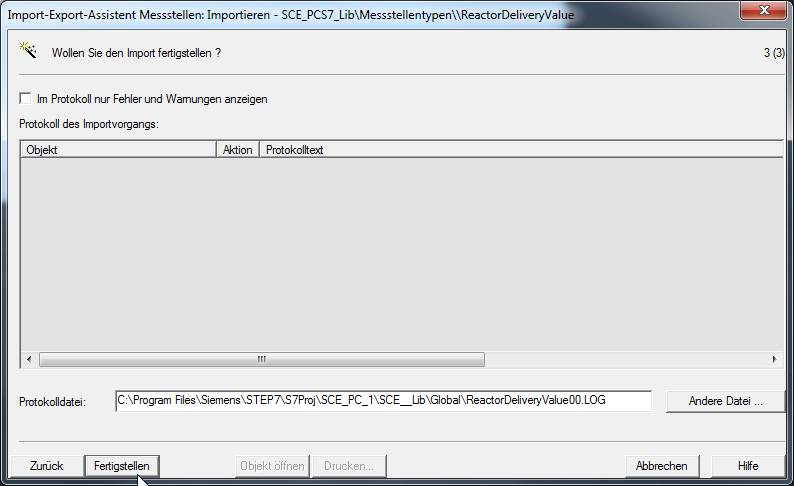 Import-Export-Assistent Messstellen: Importieren - SCE_PCS7_Lib\Messstellentypen\\ReactorDeliveryValue
Wollen Sie den Import fertigstellen ?
3 (3)
Im Protokoll nur Fehler und Warnungen anzeigen
Protokoll des Importvorgangs:
Objekt Aktion Protokolltext
Protokolldatei: C:\Program Files\Siemens\STEP7\S7Proj\SCE_PC_1\SCE__Lib\Global\ReactorDeliveryValue00.LOG Andere Datei ...
Zurück Fertigstellen Objekt öffnen Drucken... Abbrechen Hilfe